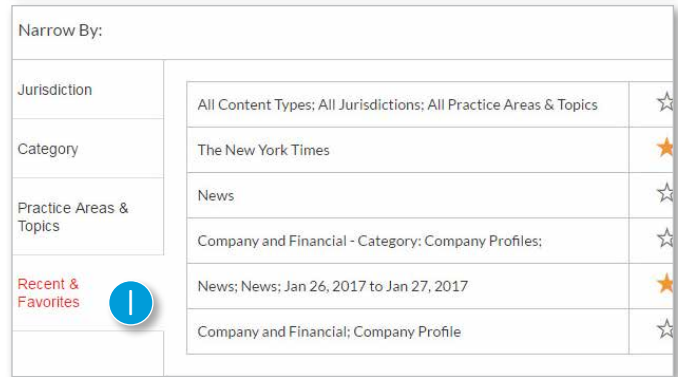 Narrow By:
Jurisdiction
Category
Practice Areas &
Topics
Recent &
Favorites
I
All Content Types; All Jurisdictions; All Practice Areas & Topics
The New York Times
News
Company and Financial - Category: Company Profiles;
News; News; Jan 26, 2017 to Jan 27, 2017
Company and Financial; Company Profile